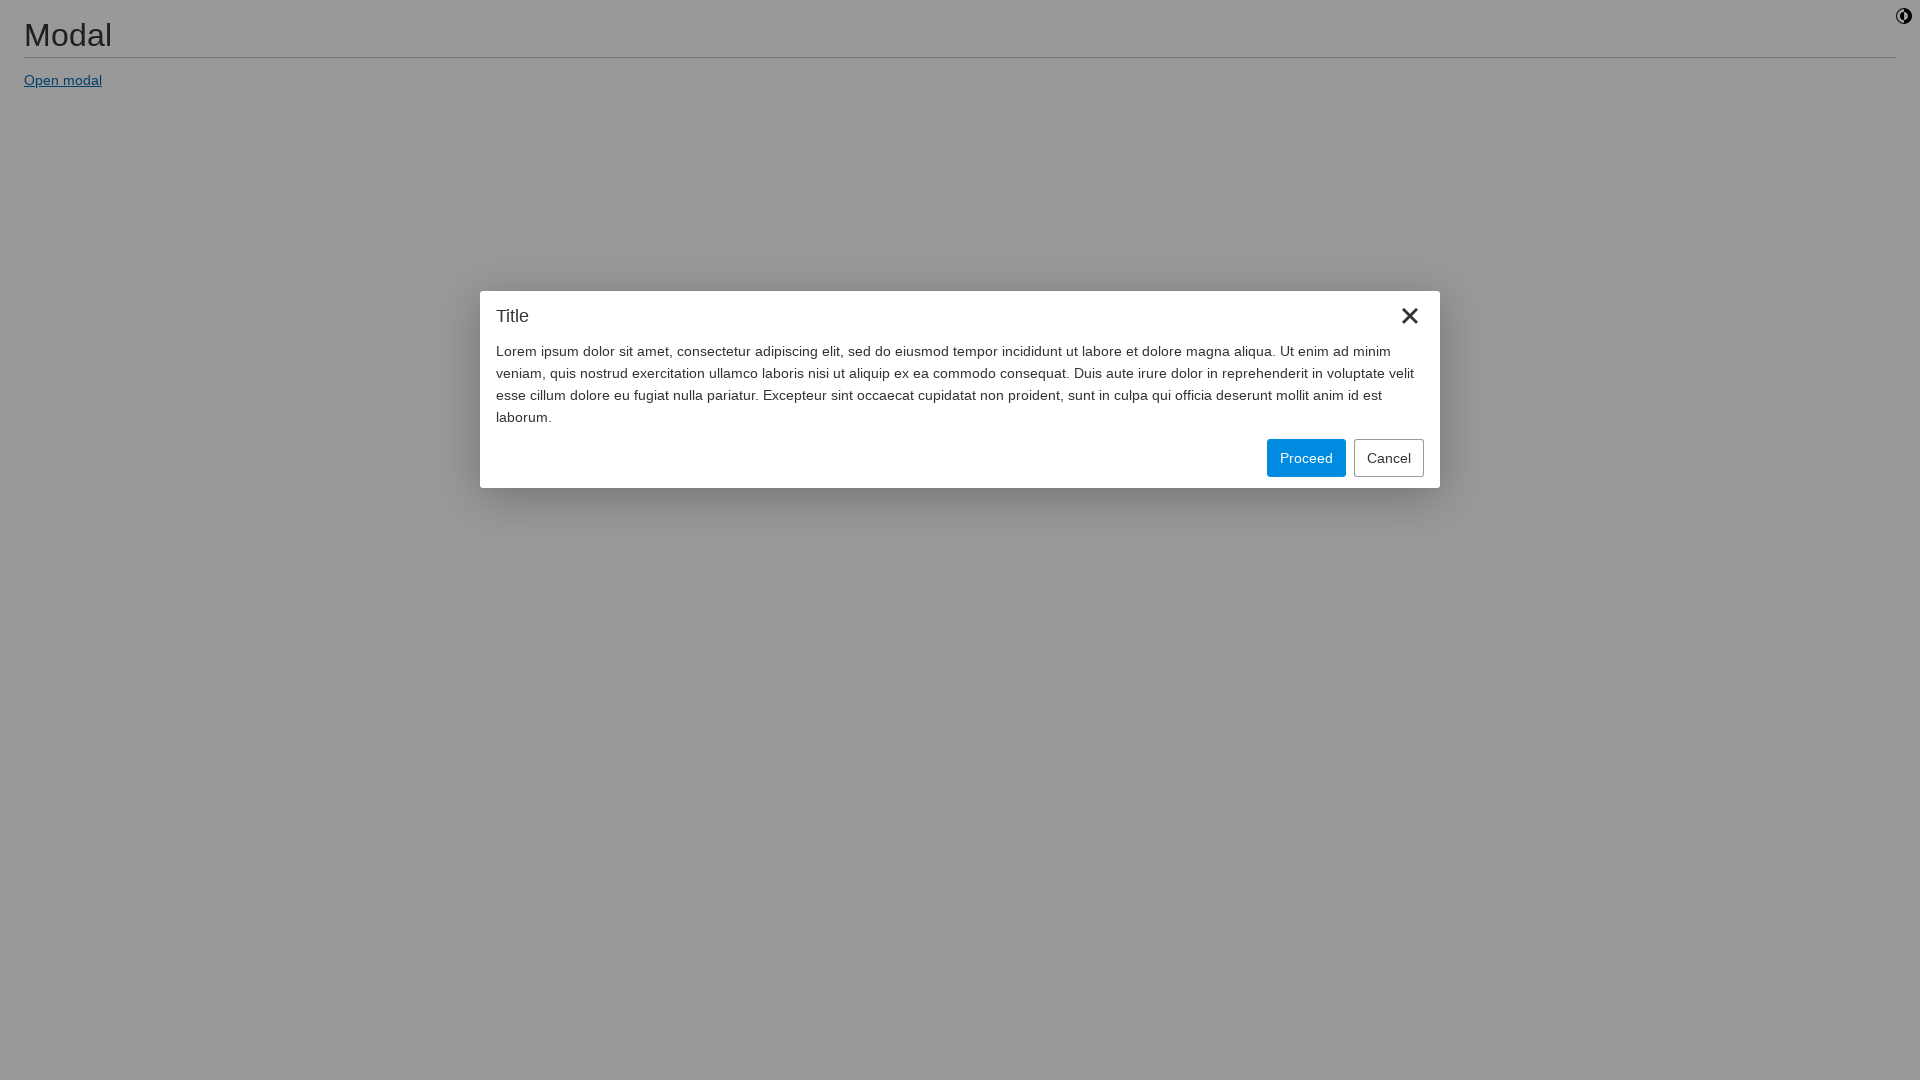 Modal
Open modal
Title
Lorem ipsum dolor sit amet, consectetur adipiscing elit, sed do eiusmod tempor incididunt ut labore et dolore magna aliqua. Ut enim ad minim
veniam, quis nostrud exercitation ullamco laboris nisi ut aliquip ex ea commodo consequat. Duis aute irure dolor in reprehenderit in voluptate velit
esse cillum dolore eu fugiat nulla pariatur. Excepteur sint occaecat cupidatat non proident, sunt in culpa qui officia deserunt mollit anim id est
laborum.
Proceed Cancel